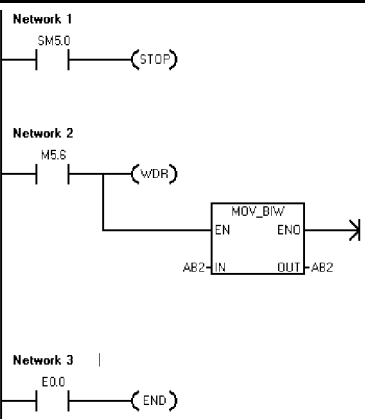 Network 1
SM5.0
STOP
Network 2
M5.6
WDR
MOV_BIW
EN ENO
AB2 IN OUT AB2
Network 3
E0.0
END